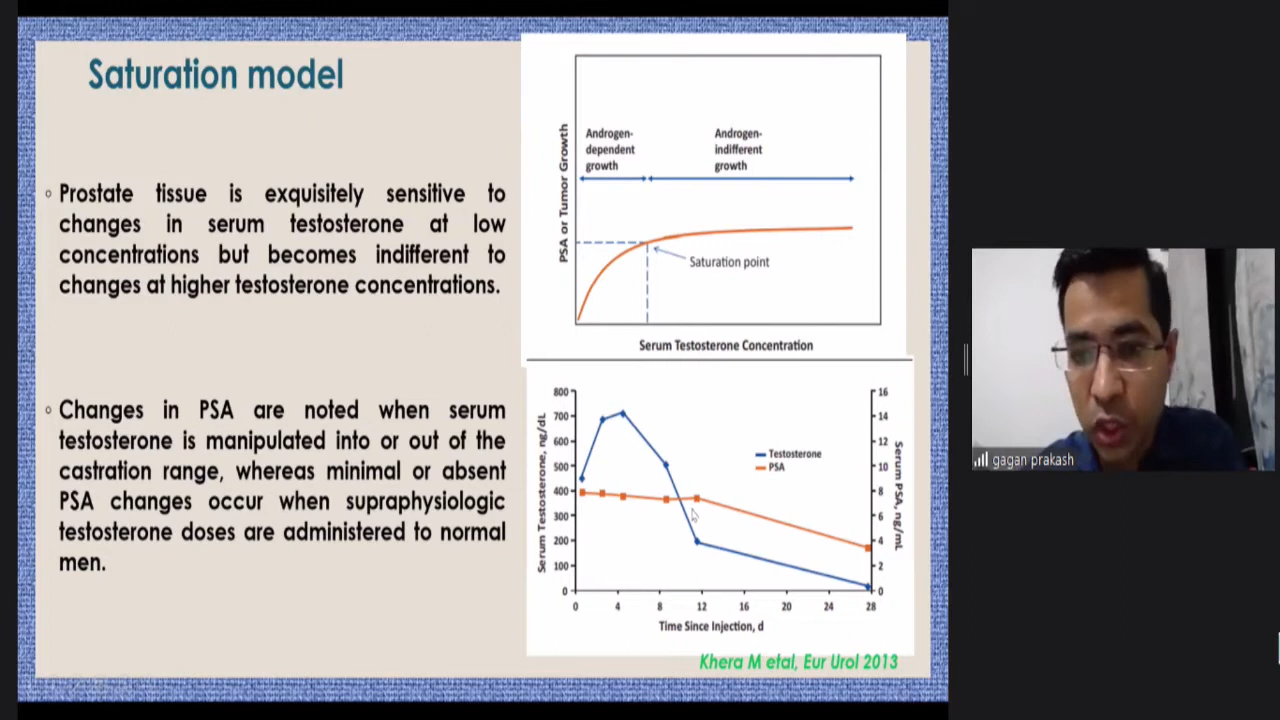 Saturation model
Prostate tissue is exquisitely sensitive to
changes in serum testosterone at low
concentrations but becomes indifferent to
changes at higher testosterone concentrations.
Changes in PSA are noted when serum
testosterone is manipulated into or out of the
castration range, whereas minimal or absent
PSA changes occur when supraphysiologic
testosterone doses are administered to normal
men.
PSA or Tumor Growth
Androgen-
dependent
growth
Androgen-
indifferent
growth
Saturation point
Serum Testosterone Concentration
Serum Testosterone, ng/dL
800
700
600
500
400
300
200
100
0
Testosterone
PSA
16
14
12
10
8
6
4
2
0
Serum PSA, ng/mL
0 4 8 12 16 20 24 28
Time Since Injection, d
Khera M etal, Eur Urol 2013
gagan prakash